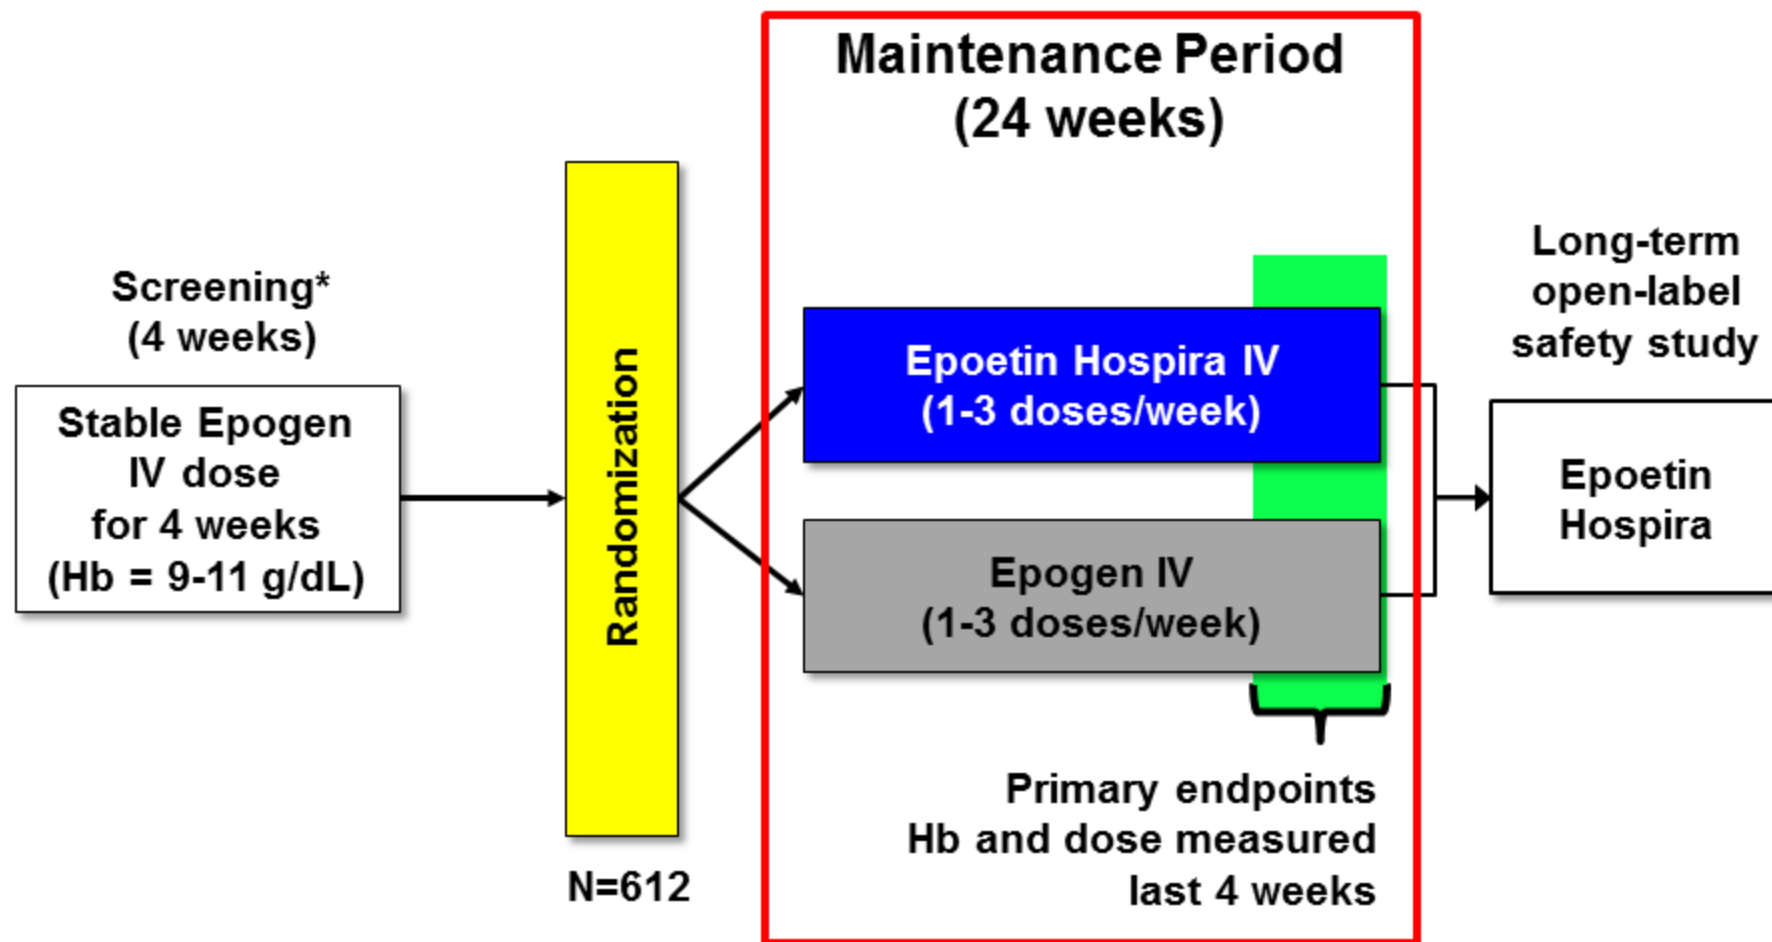 Maintenance Period
(24 weeks)
Screening*
(4 weeks)
Stable Epogen
IV dose
for 4 weeks
(Hb = 9-11 g/dL)
Randomization
N=612
Epoetin Hospira IV
(1-3 doses/week)
Epogen IV
(1-3 doses/week)
Primary endpoints
Hb and dose measured
last 4 weeks
Long-term
open-label
safety study
Epoetin
Hospira